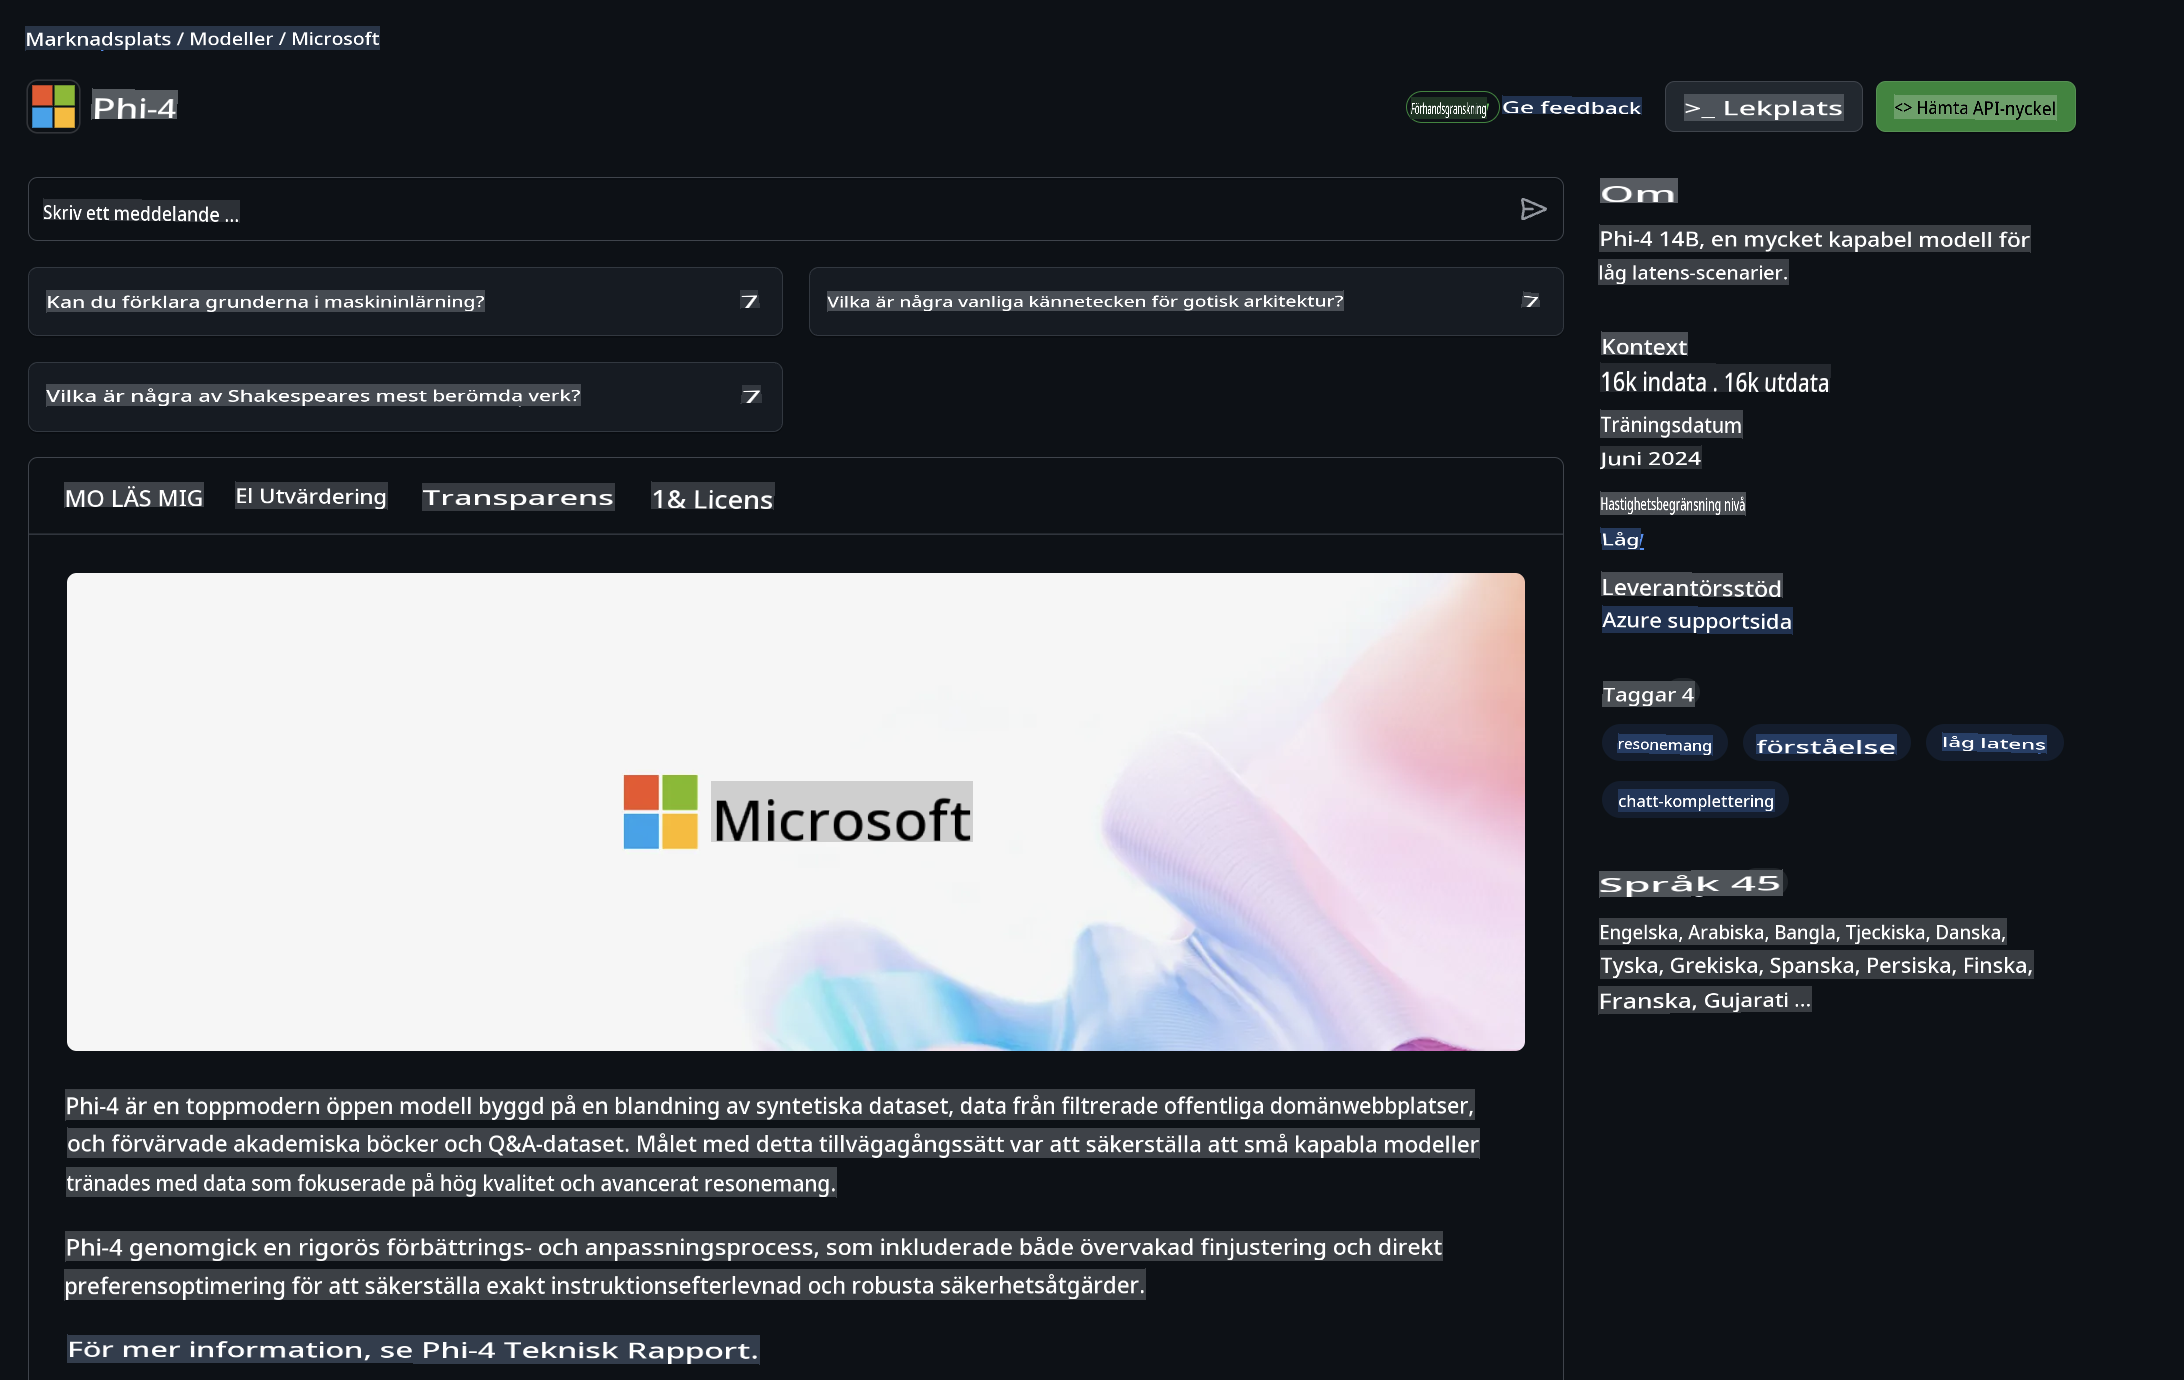 Marknadsplats / Modeller / Microsoft
Phi-4
Förhandsgranskning
Ge feedback
>_ Lekplats
<> Hämta API-nyckel
Skriv ett meddelande ...
Kan du förklara grunderna i maskininlärning?
7
Vilka är några vanliga kännetecken för gotisk arkitektur?
7
Vilka är några av Shakespeares mest berömda verk?
7
MO LÄS MIG
El Utvärdering
Transparens
1& Licens
Microsoft
Phi-4 är en toppmodern öppen modell byggd på en blandning av syntetiska dataset, data från filtrerade offentliga domänwebbplatser,
och förvärvade akademiska böcker och Q&A-dataset. Målet med detta tillvägagångssätt var att säkerställa att små kapabla modeller
tränades med data som fokuserade på hög kvalitet och avancerat resonemang.
Phi-4 genomgick en rigorös förbättrings- och anpassningsprocess, som inkluderade både övervakad finjustering och direkt
preferensoptimering för att säkerställa exakt instruktionsefterlevnad och robusta säkerhetsåtgärder.
För mer information, se Phi-4 Teknisk Rapport.
Om
Phi-4 14B, en mycket kapabel modell för
låg latens-scenarier.
Kontext
16k indata . 16k utdata
Träningsdatum
Juni 2024
Hastighetsbegränsning nivå
Låg
Leverantörsstöd
Azure supportsida
Taggar 4
resonemang
förståelse
låg latens
chatt-komplettering
Språk 45
Engelska, Arabiska, Bangla, Tjeckiska, Danska,
Tyska, Grekiska, Spanska, Persiska, Finska,
Franska, Gujarati ...